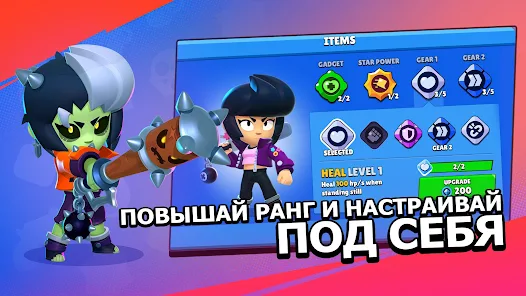 ITEMS
GADGET STAR POWER GEAR 1 GEAR 2
2/2 1/2 3/5 3/5
SELECTED GEAR 2
HEAL LEVEL 1
Heal 300 hp/s when
standing still
2/2
UPGRADE
200
ПОВЫШАЙ РАНГ И НАСТРАИВАЙ
ПОД СЕБЯ